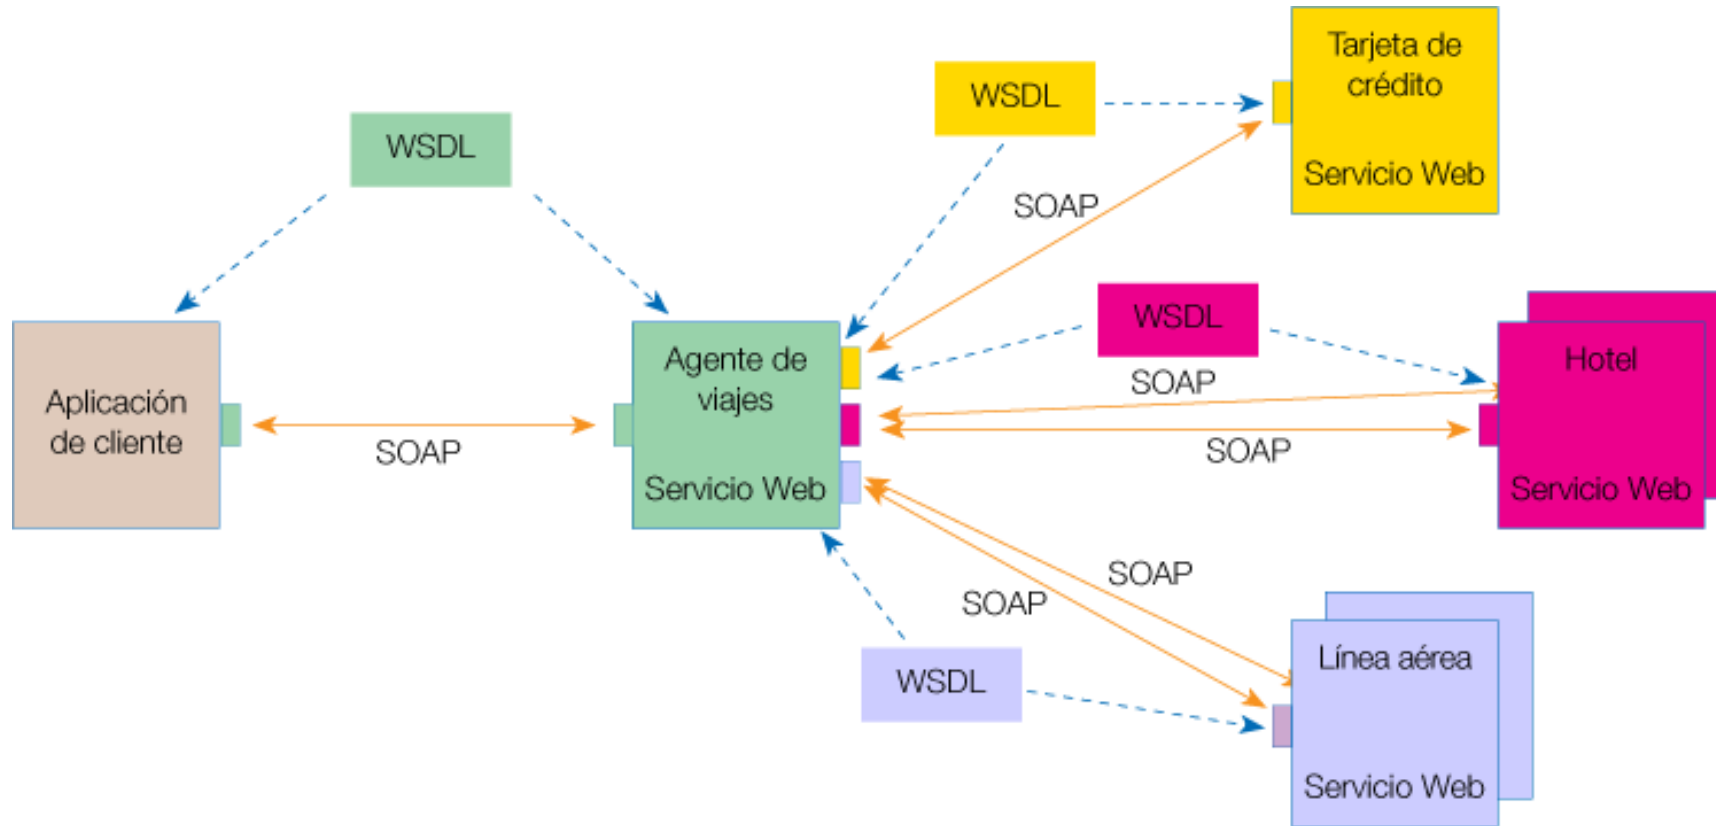 WSDL
Aplicación
de cliente
SOAP
Agente de
viajes
Servicio Web
WSDL
SOAP
Tarjeta de
crédito
Servicio Web
WSDL
SOAP
SOAP
Hotel
Servicio Web
SOAP
SOAP
WSDL
Línea aérea
Servicio Web